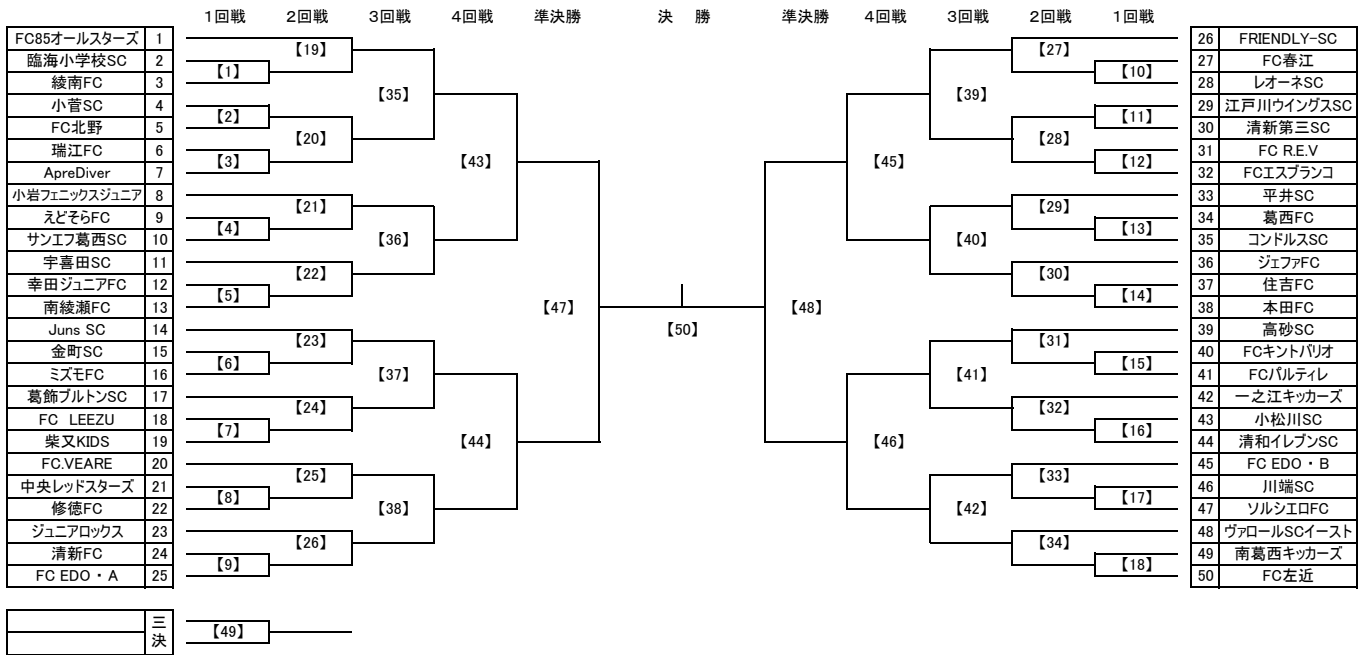 1回戦 2回戦 3回戦 4回戦 準決勝 決 勝 準決勝 4回戦 3回戦 2回戦 1回戦
FC85オールスターズ 1
臨海小学校SC 2
綾南FC 3
小菅SC 4
FC北野 5
瑞江FC 6
ApreDiver 7
小岩フェニックスジュニア 8
えどそらFC 9
サンエフ葛西SC 10
宇喜田SC 11
幸田ジュニアFC 12
南綾瀬FC 13
Juns SC 14
金町SC 15
ミズモFC 16
葛飾ブルトンSC 17
FC LEEZU 18
柴又KIDS 19
FC.VEARE 20
中央レッドスターズ 21
修徳FC 22
ジュニアロックス 23
清新FC 24
FC EDO・A 25
【1】
【2】
【3】
【4】
【5】
【6】
【7】
【8】
【9】
【19】
【20】
【21】
【22】
【23】
【24】
【25】
【26】
【35】
【36】
【37】
【38】
【43】
【44】
【47】
【50】
【48】
【45】
【46】
【39】
【40】
【41】
【42】
【27】
【28】
【29】
【30】
【31】
【32】
【33】
【34】
【10】
【11】
【12】
【13】
【14】
【15】
【16】
【17】
【18】
26 FRIENDLY-SC
27 FC春江
28 レオーネSC
29 江戸川ウイングスSC
30 清新第三SC
31 FC R.E.V
32 FCエスブランコ
33 平井SC
34 葛西FC
35 コンドルスSC
36 ジェファFC
37 住吉FC
38 本田FC
39 高砂SC
40 FCキントバリオ
41 FCパルティレ
42 一之江キッカーズ
43 小松川SC
44 清和イレブンSC
45 FC EDO・B
46 川端SC
47 ソルシエロFC
48 ヴァロールSCイースト
49 南葛西キッカーズ
50 FC左近
三決
【49】